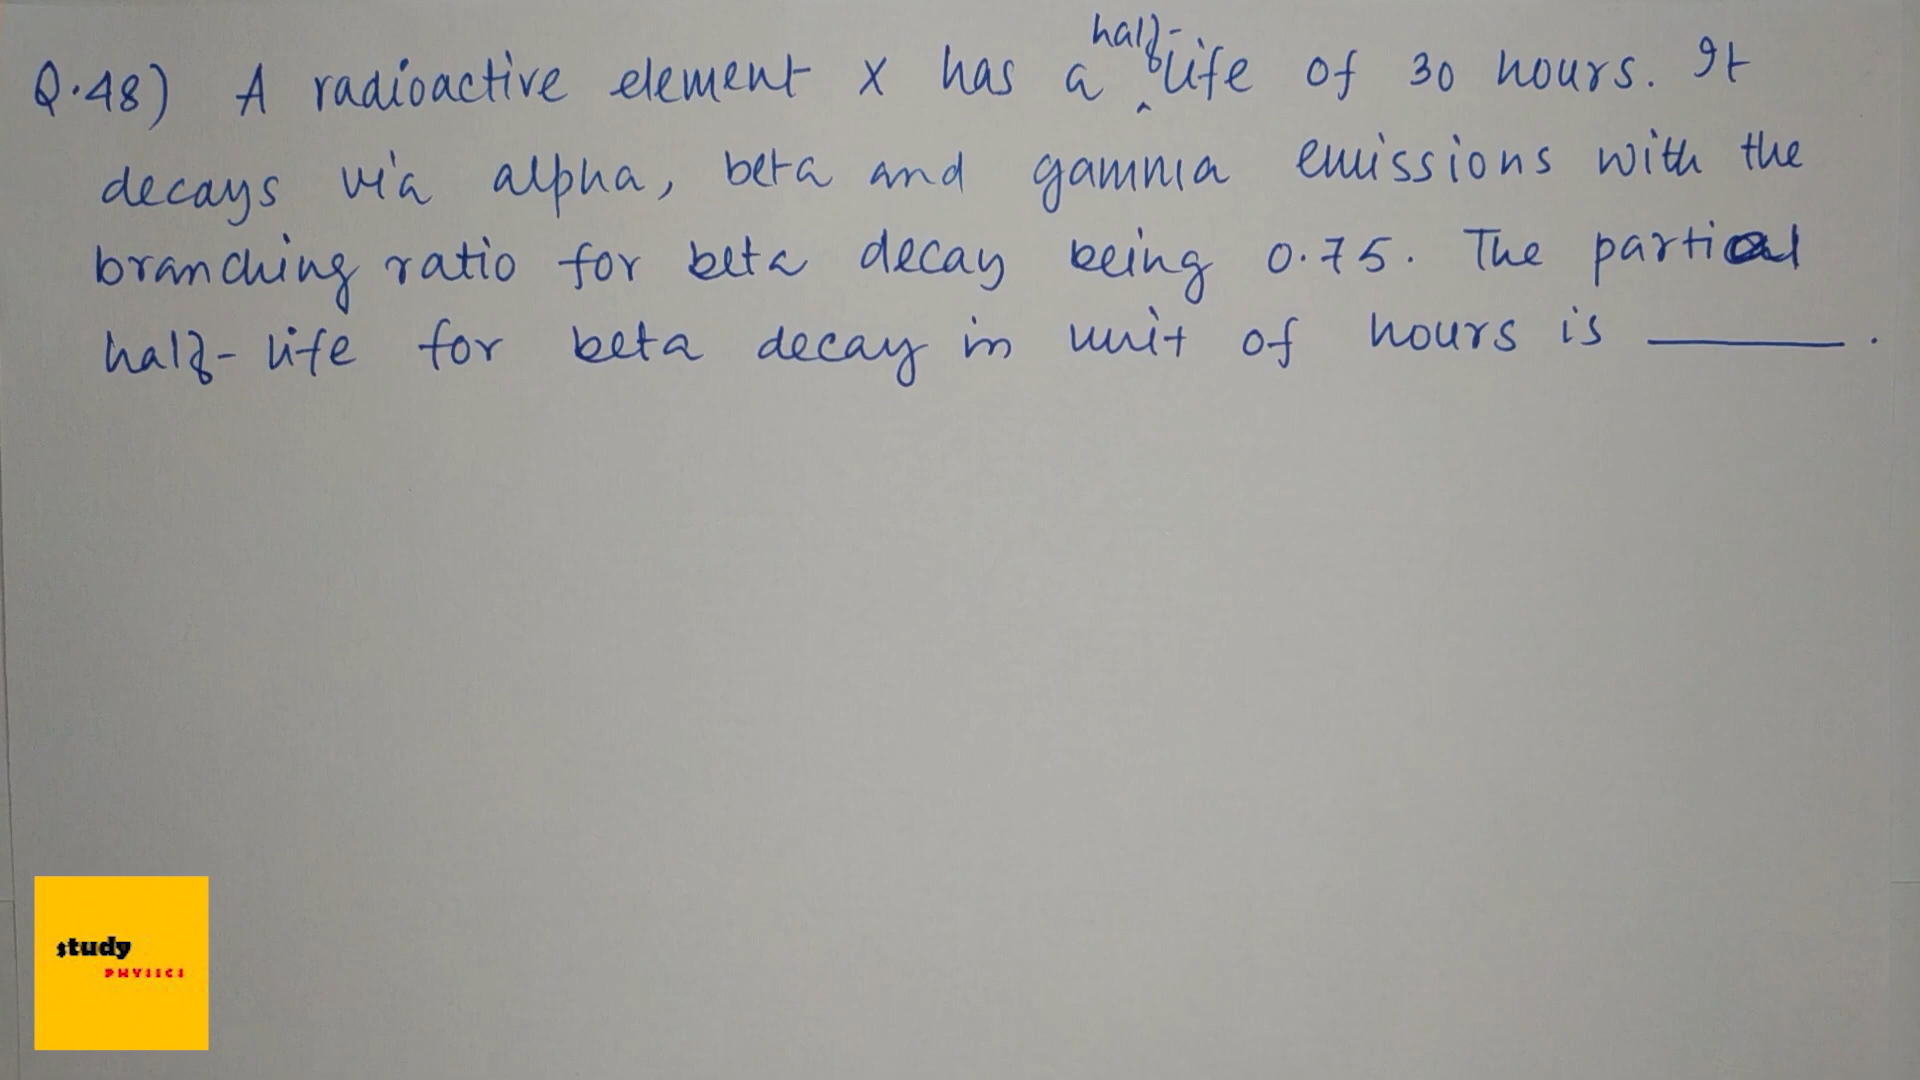 Q.48) A radioactive element X has a half-life of 30 hours. It
decays via alpha, beta and gamma emissions with the
branching ratio for beta decay being 0.75. The partial
half-life for beta decay in unit of hours is ______.
study
PHYSICS